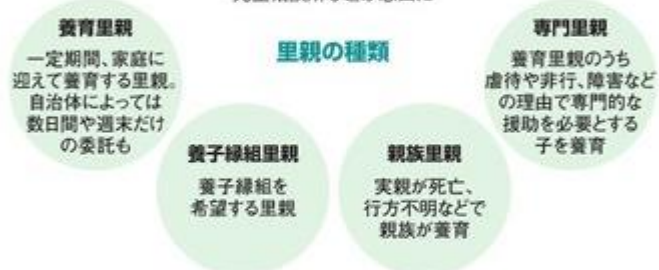 里親の種類
養育里親
一定期間、家庭に
迎えて養育する里親。
自治体によっては
数日間や週末だけ
の委託も
養子縁組里親
養子縁組を
希望する里親
親族里親
実親が死亡、
行方不明などで
親族が養育
専門里親
養育里親のうち
虐待や非行、障害など
の理由で専門的な
援助を必要とする
子を養育